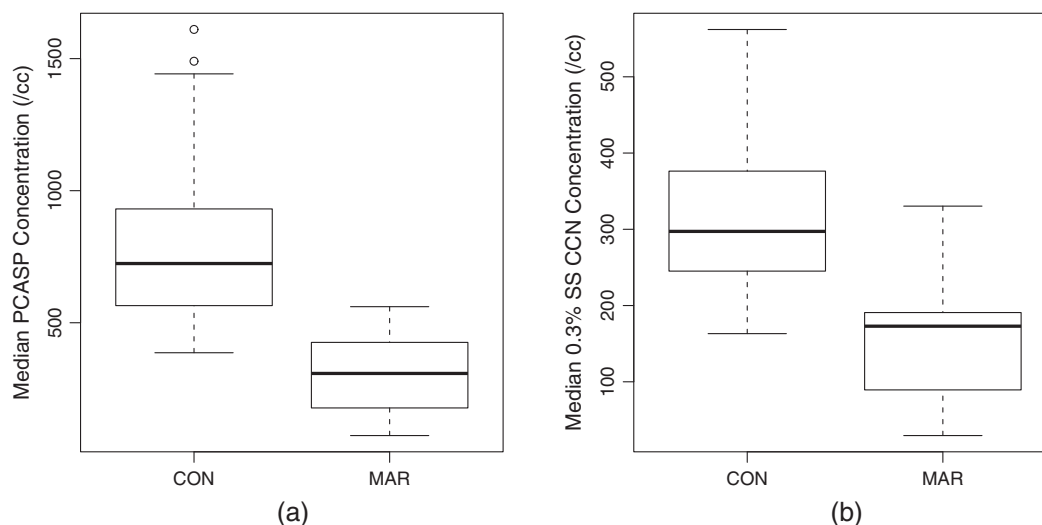 Median PCASP Concentration (/cc)
1500
1000
500
CON MAR
(a)
Median 0.3% SS CCN Concentration (/cc)
500
400
300
200
100
CON MAR
(b)